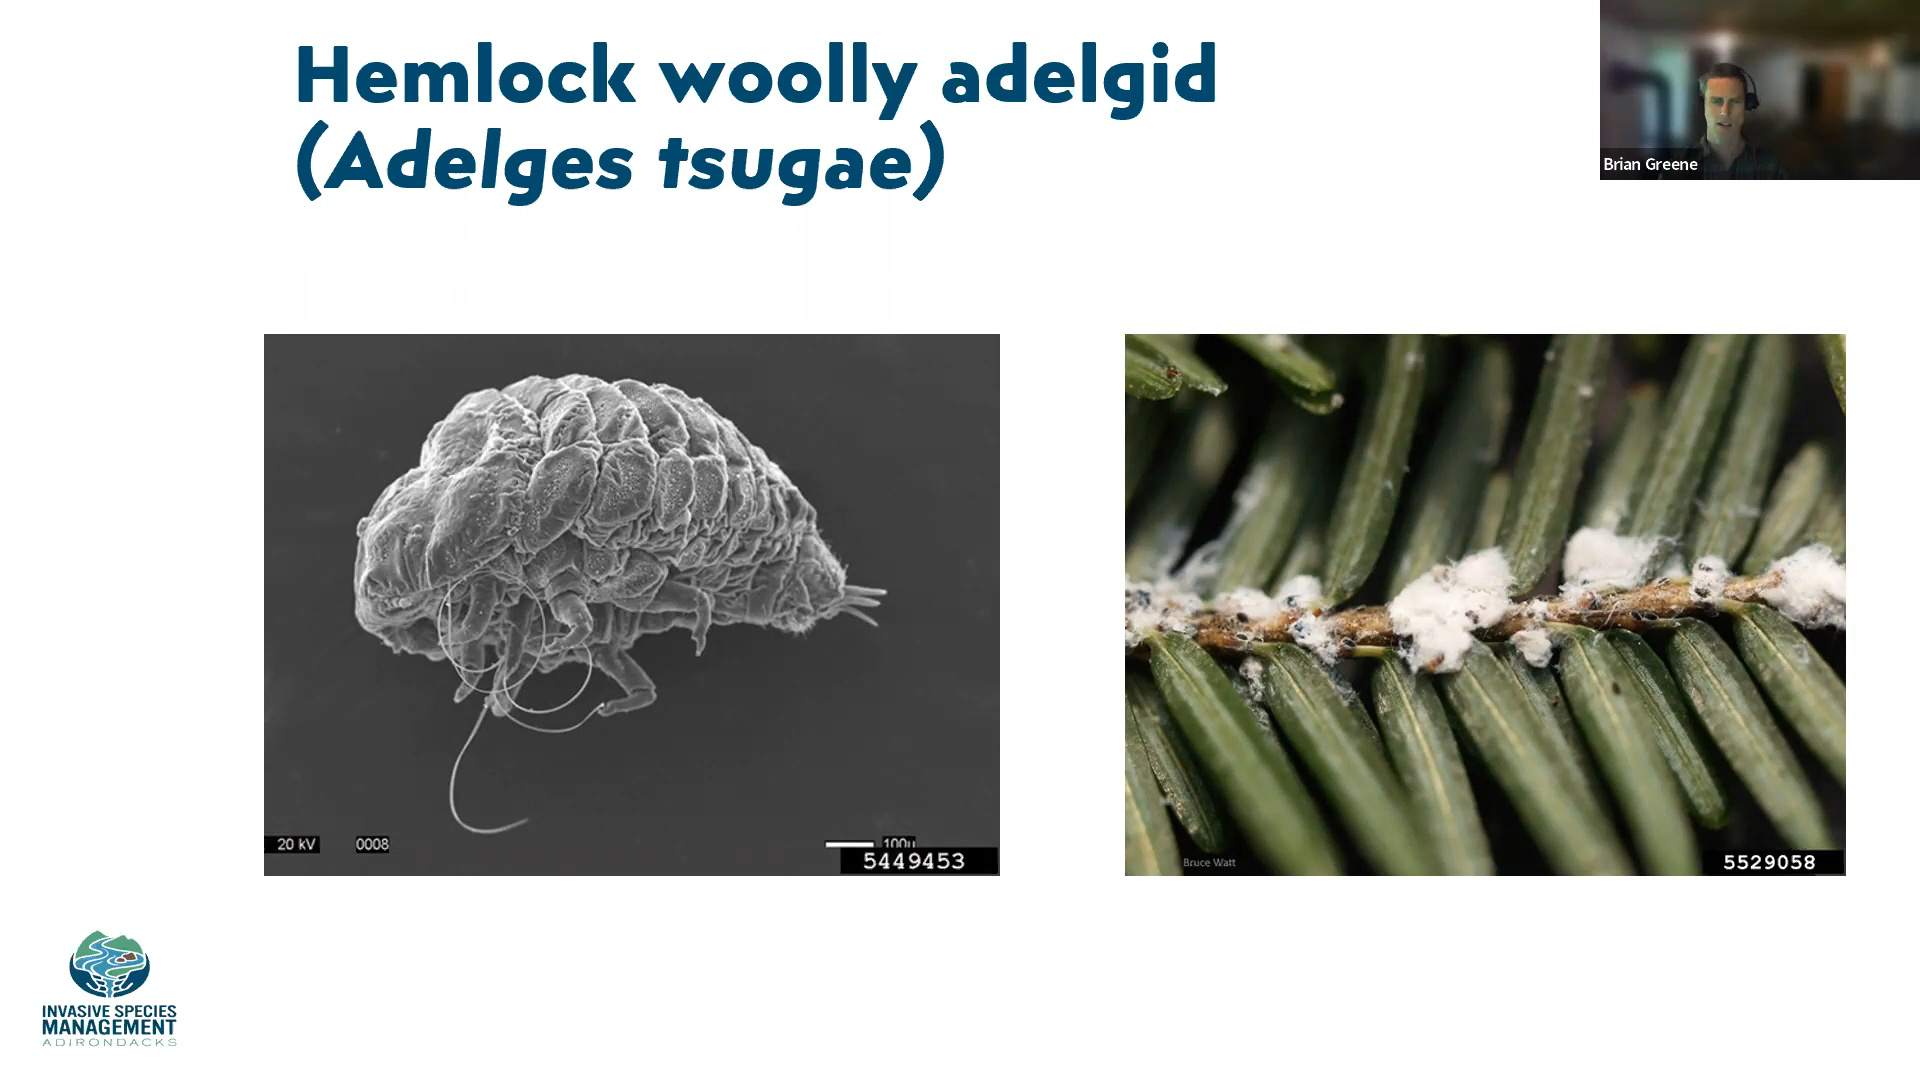 Hemlock woolly adelgid
(Adelges tsugae)
Brian Greene
20 kV
0008
100µ
5449453
Bruce Watt
5529058
INVASIVE SPECIES
MANAGEMENT
ADIRONDACKS